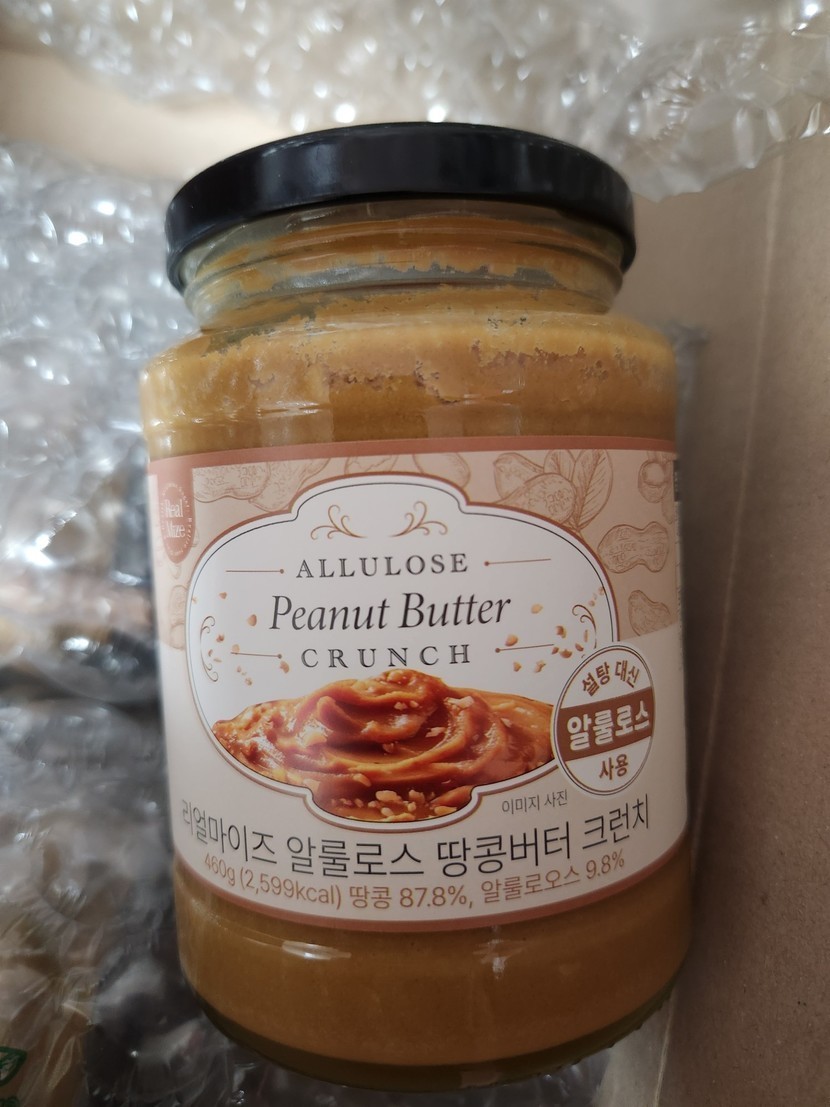 Real
Maize
ALLULOSE
Peanut Butter
CRUNCH
설탕 대신
알룰로스
사용
이미지 사진
리얼마이즈 알룰로스 땅콩버터 크런치
460g (2,599kcal) 땅콩 87.8%, 알룰로오스 9.8%